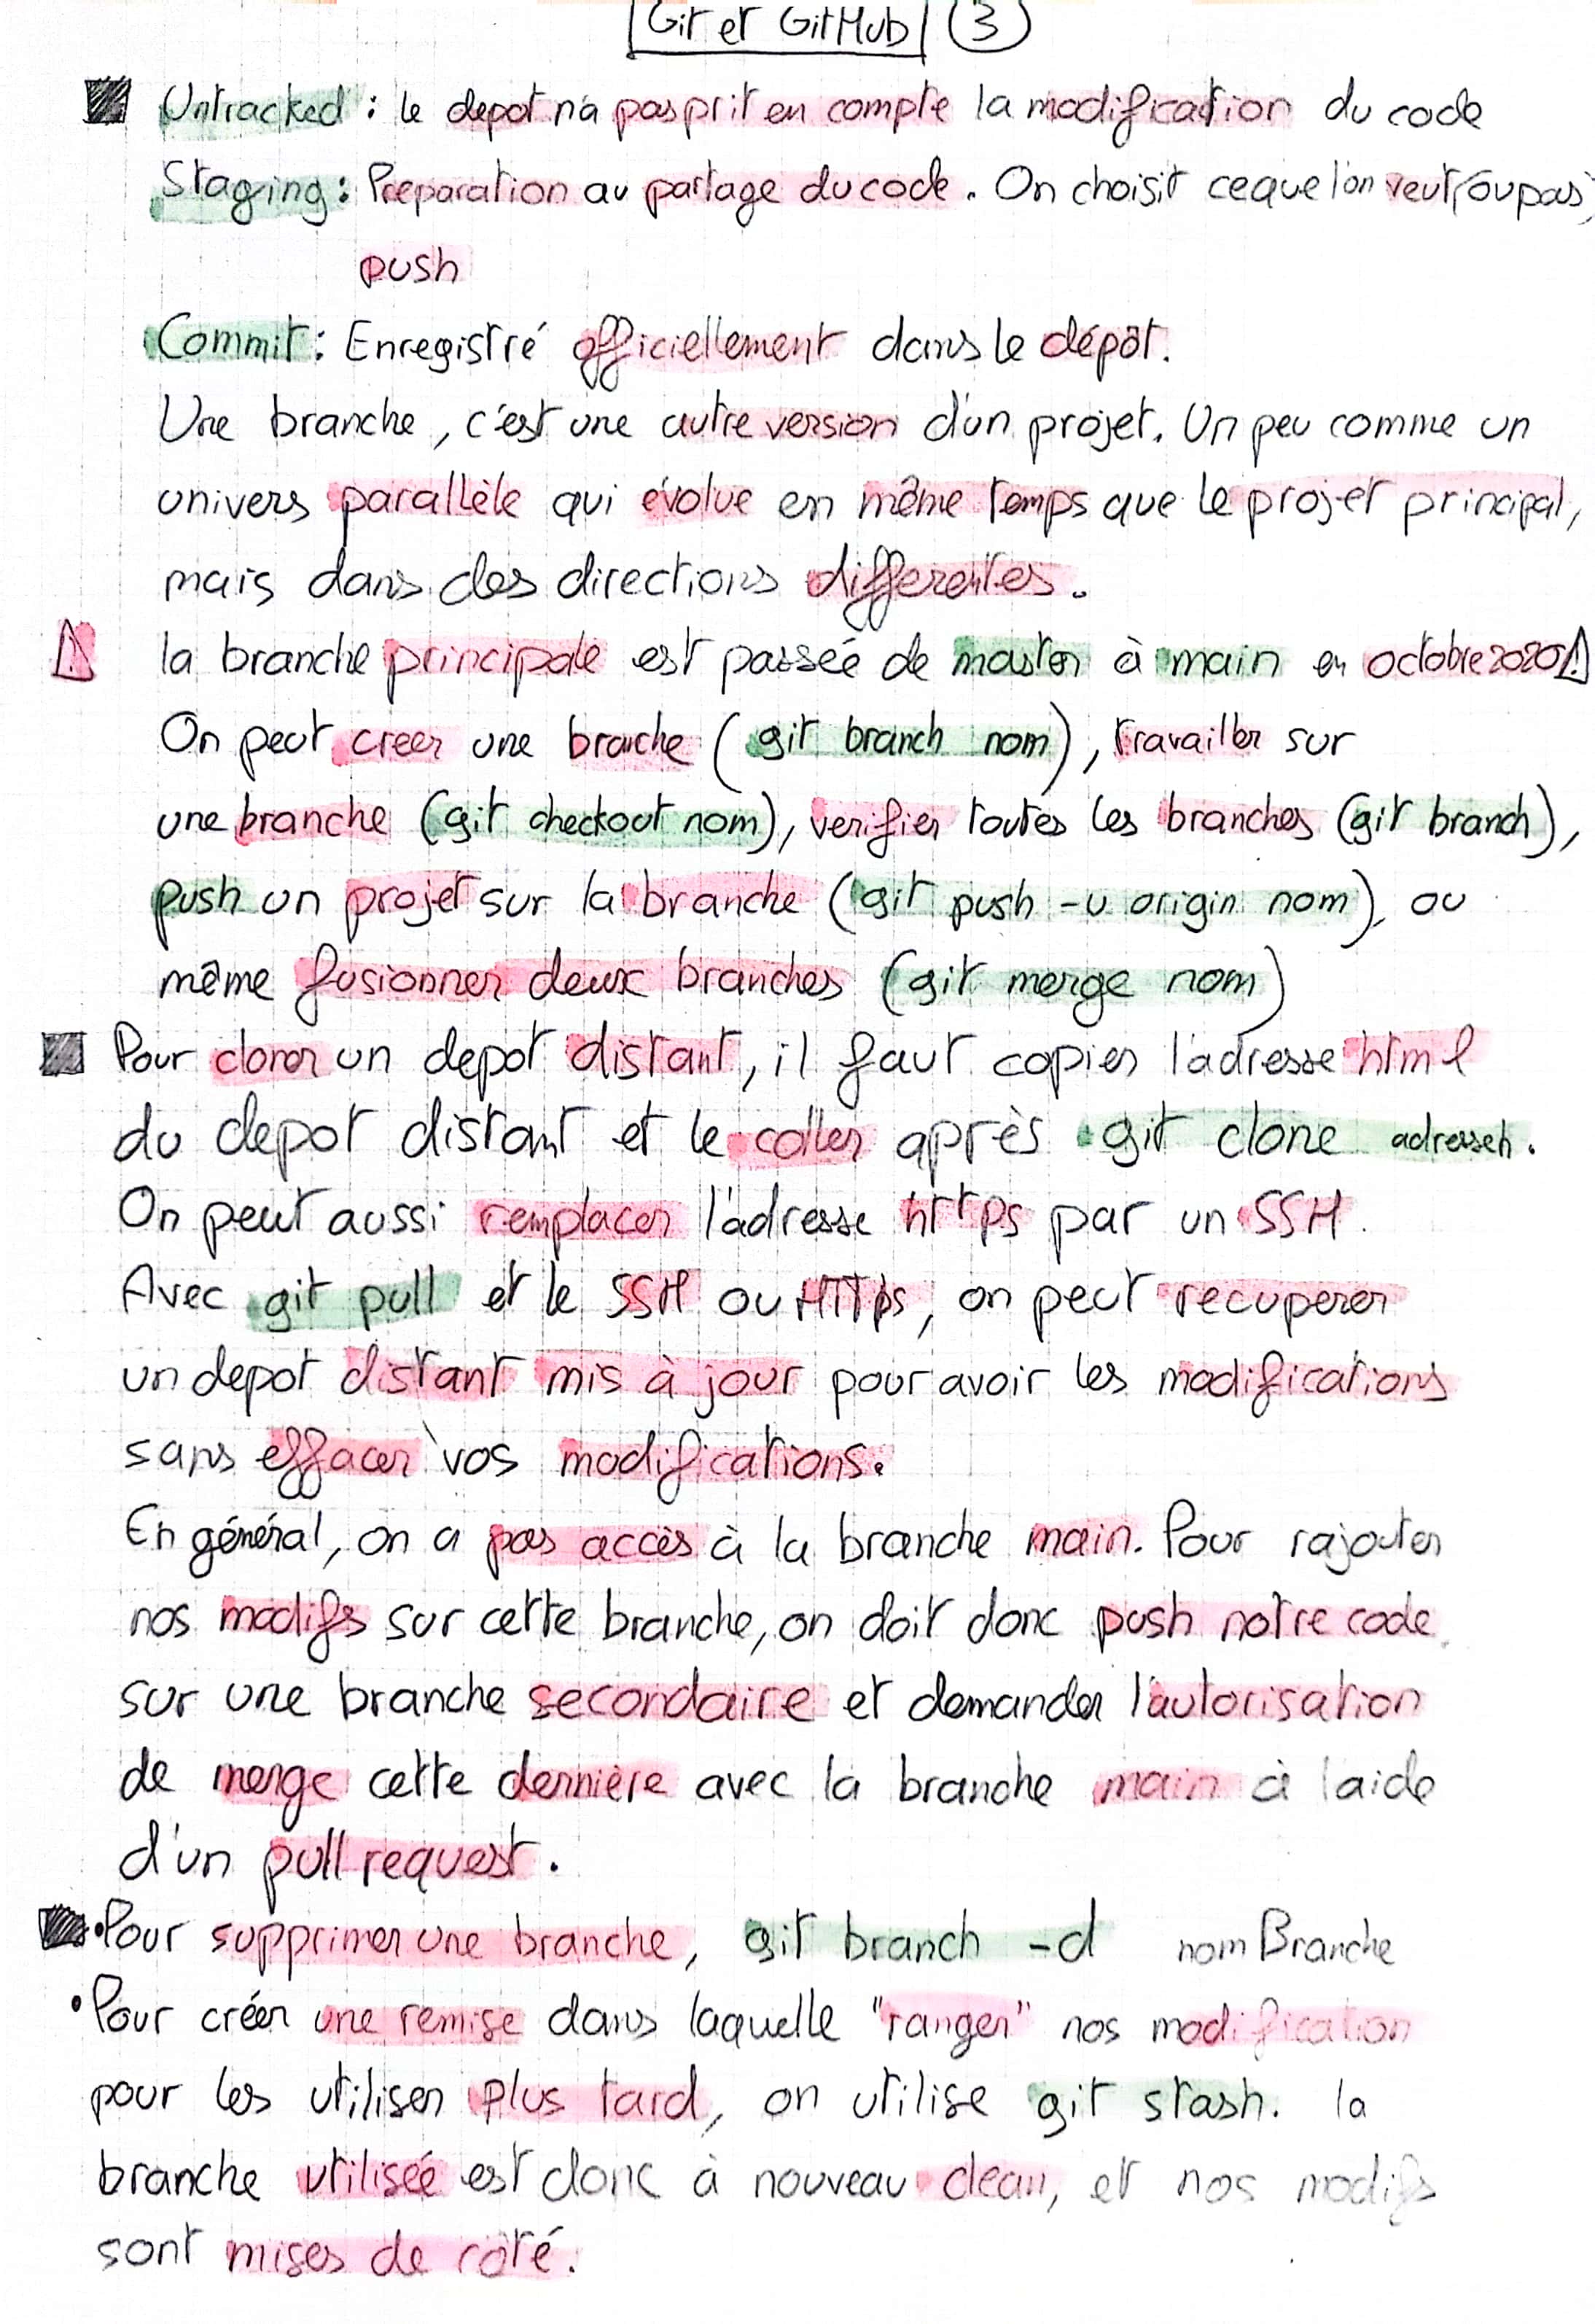 Git et GitHub 3
Untracked : le depot n'a pas prit en compte la modification du code
Staging : Preparation au partage du code. On choisit ce que l'on veut (ou pas)
push
Commit : Enregistré officiellement dans le dépôt.
Une branche, c'est une autre version d'un projet. Un peu comme un
univers parallèle qui évolue en même temps que le projet principal,
mais dans des directions differentes.
⚠ la branche principale est passée de master à main en octobre 2020 ⚠
On peut creer une branche (git branch nom), travailler sur
une branche (git checkout nom), verifier toutes les branches (git branch),
push un projet sur la branche (git push -u origin nom), ou
même fusionner deux branches (git merge nom)
Pour cloner un depot distant, il faut copier l'adresse html
du depot distant et le coller après git clone adresseh.
On peut aussi remplacer l'adresse https par un SSH.
Avec git pull et le SSH ou HTTps, on peut recuperer
un depot distant mis à jour pour avoir les modifications
sans effacer vos modifications.
En général, on a pas accès à la branche main. Pour rajouter
nos modifs sur cette branche, on doit donc push notre code
sur une branche secondaire et demander l'autorisation
de merge cette dernière avec la branche main à l'aide
d'un pull request.
•Pour supprimer une branche, git branch -d nomBranche
•Pour créer une remise dans laquelle "ranger" nos modification
pour les utiliser plus tard, on utilise git stash. la
branche utilisée est donc à nouveau clean, et nos modifs
sont mises de côté.